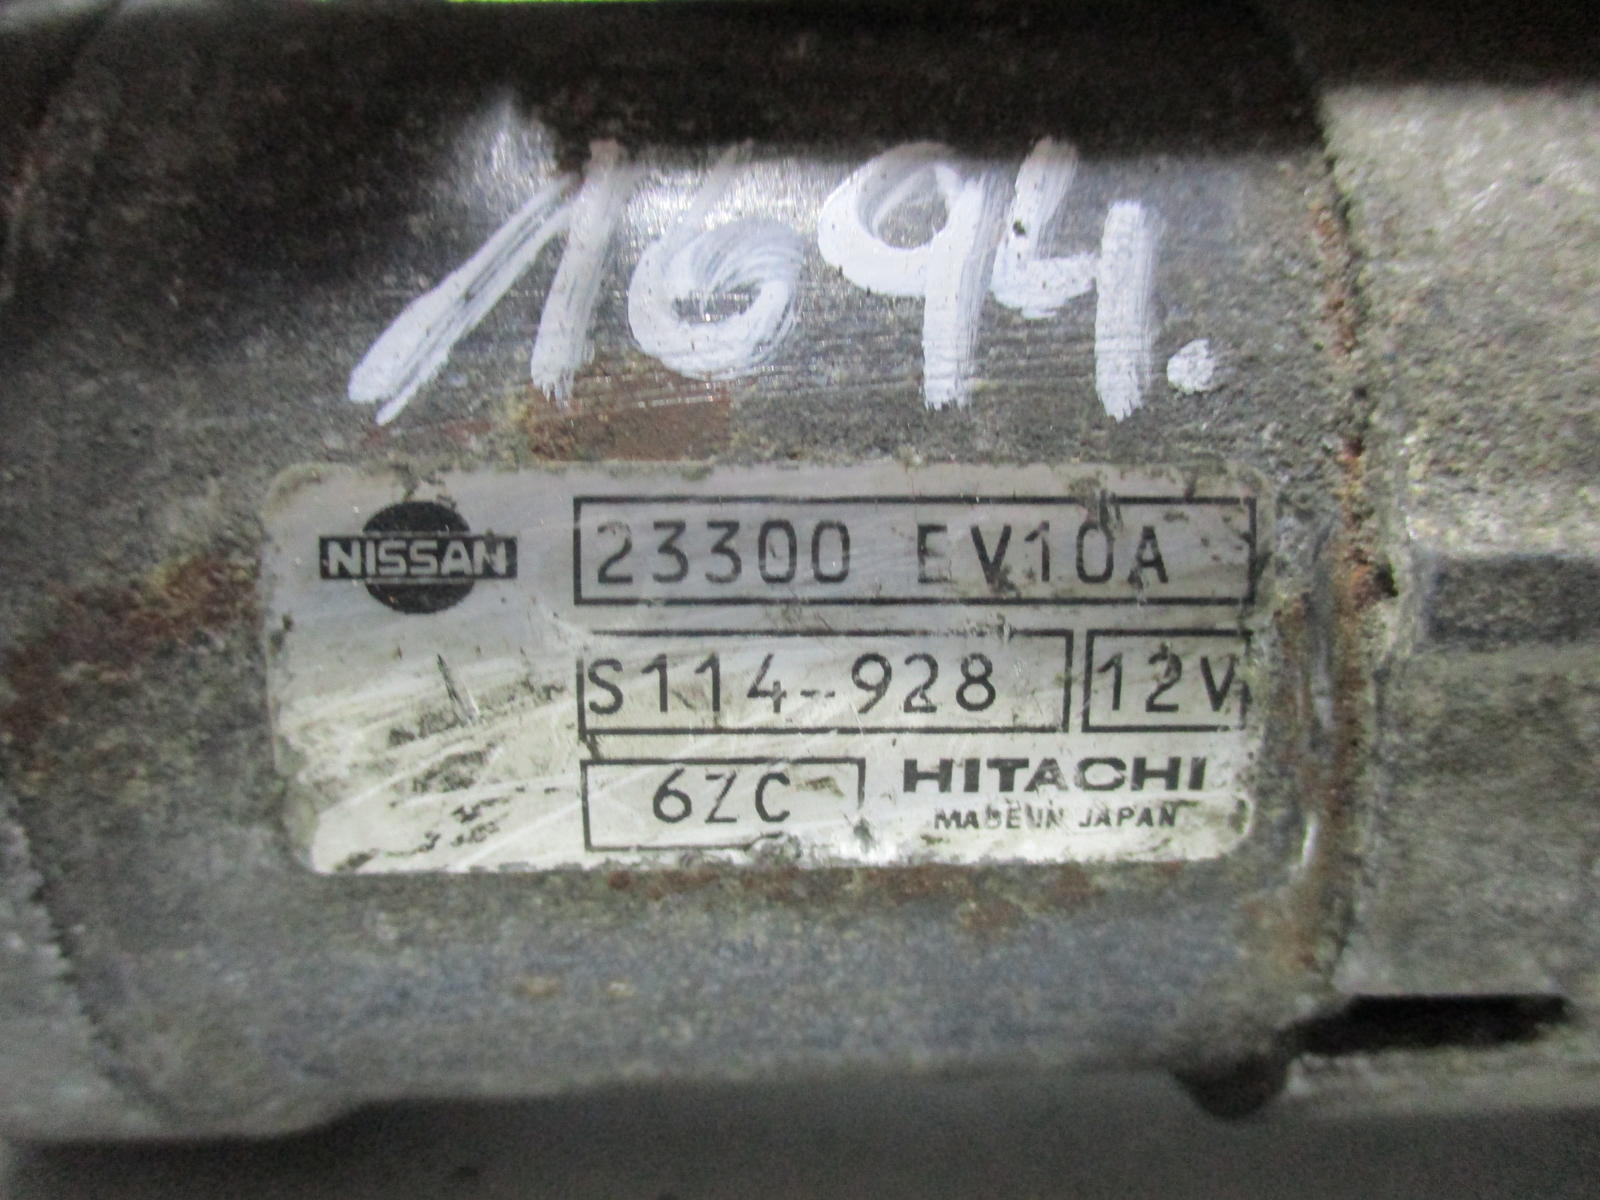 1694.
NISSAN
23300 EV10A
S114-928 12V
6ZC HITACHI
MADE IN JAPAN